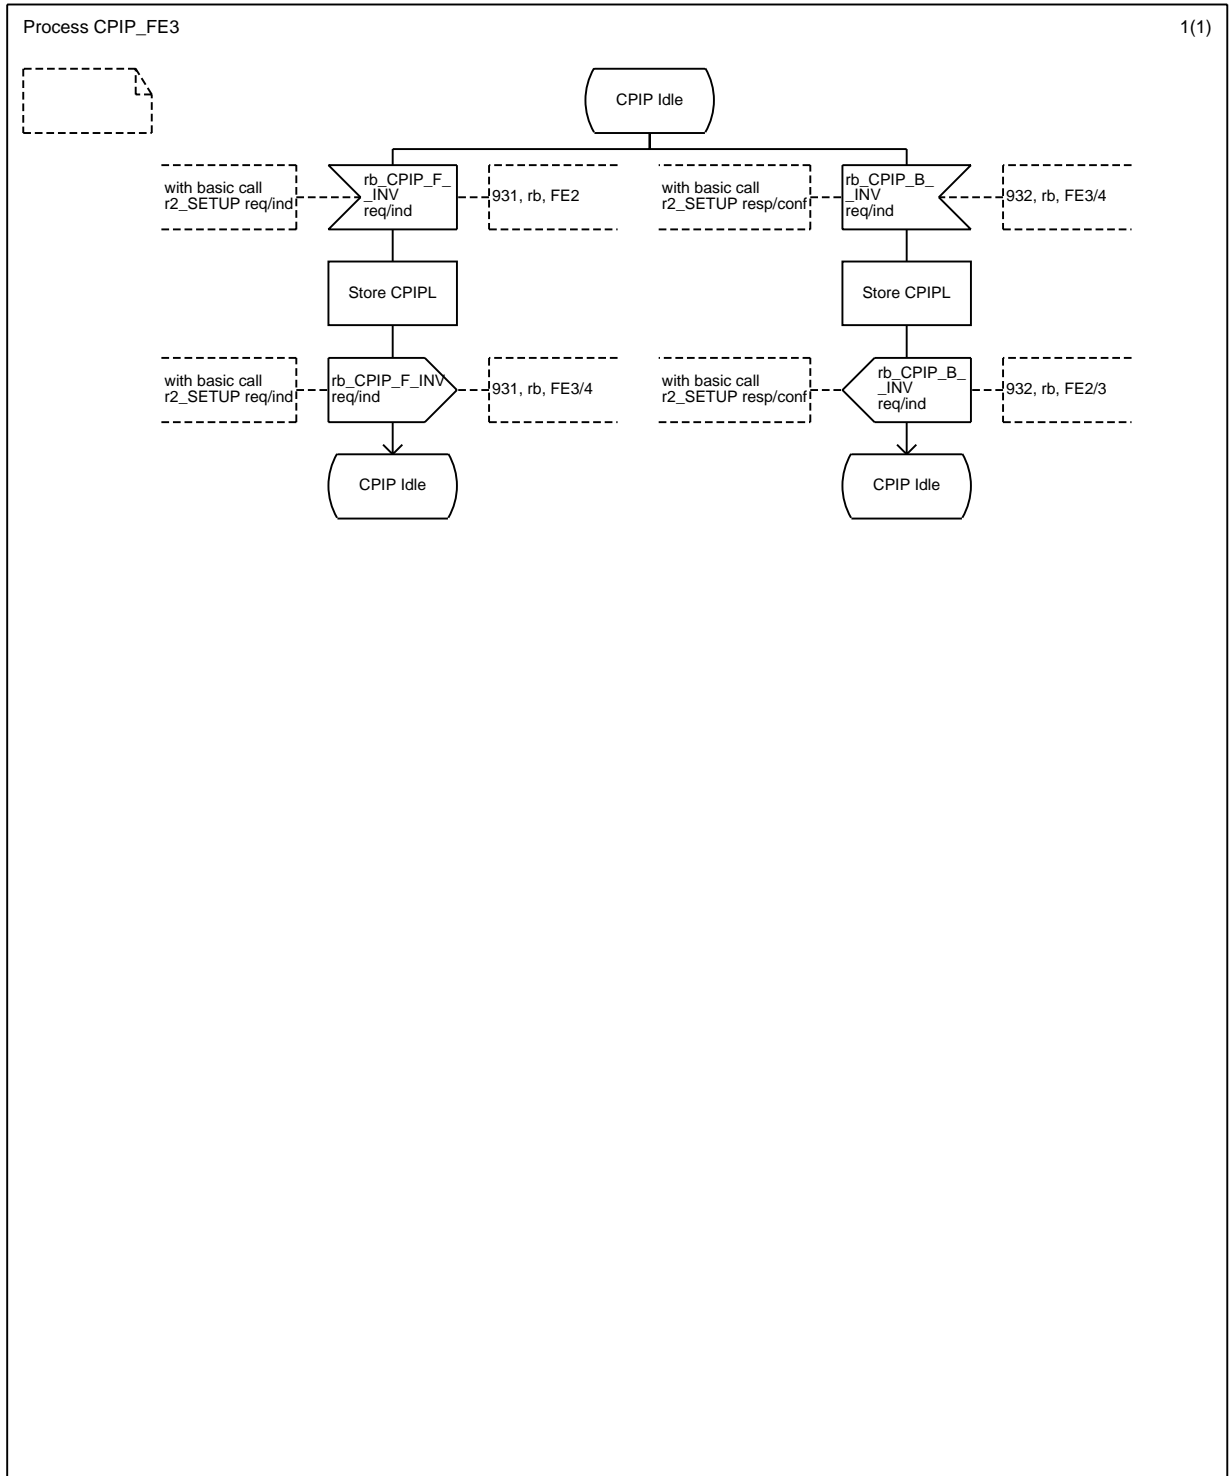 Process CPIP_FE3
1(1)
CPIP Idle
with basic call
r2_SETUP req/ind
rb_CPIP_F_
_INV
req/ind
931, rb, FE2
with basic call
r2_SETUP resp/conf
rb_CPIP_B_
_INV
req/ind
932, rb, FE3/4
Store CPIPL
Store CPIPL
with basic call
r2_SETUP req/ind
rb_CPIP_F_INV
req/ind
931, rb, FE3/4
with basic call
r2_SETUP resp/conf
rb_CPIP_B_
_INV
req/ind
932, rb, FE2/3
CPIP Idle
CPIP Idle